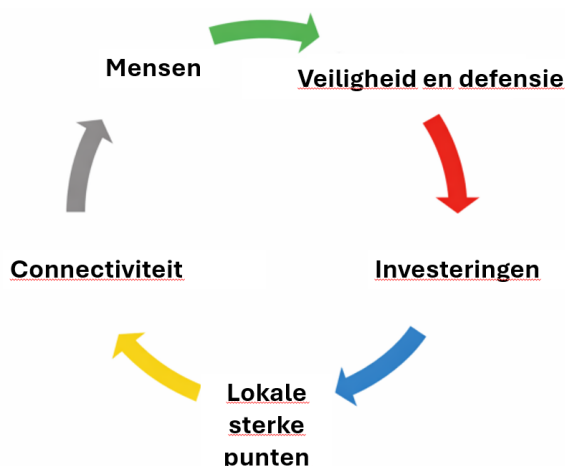 Mensen
Veiligheid en defensie
Connectiviteit
Investeringen
Lokale
sterke
punten